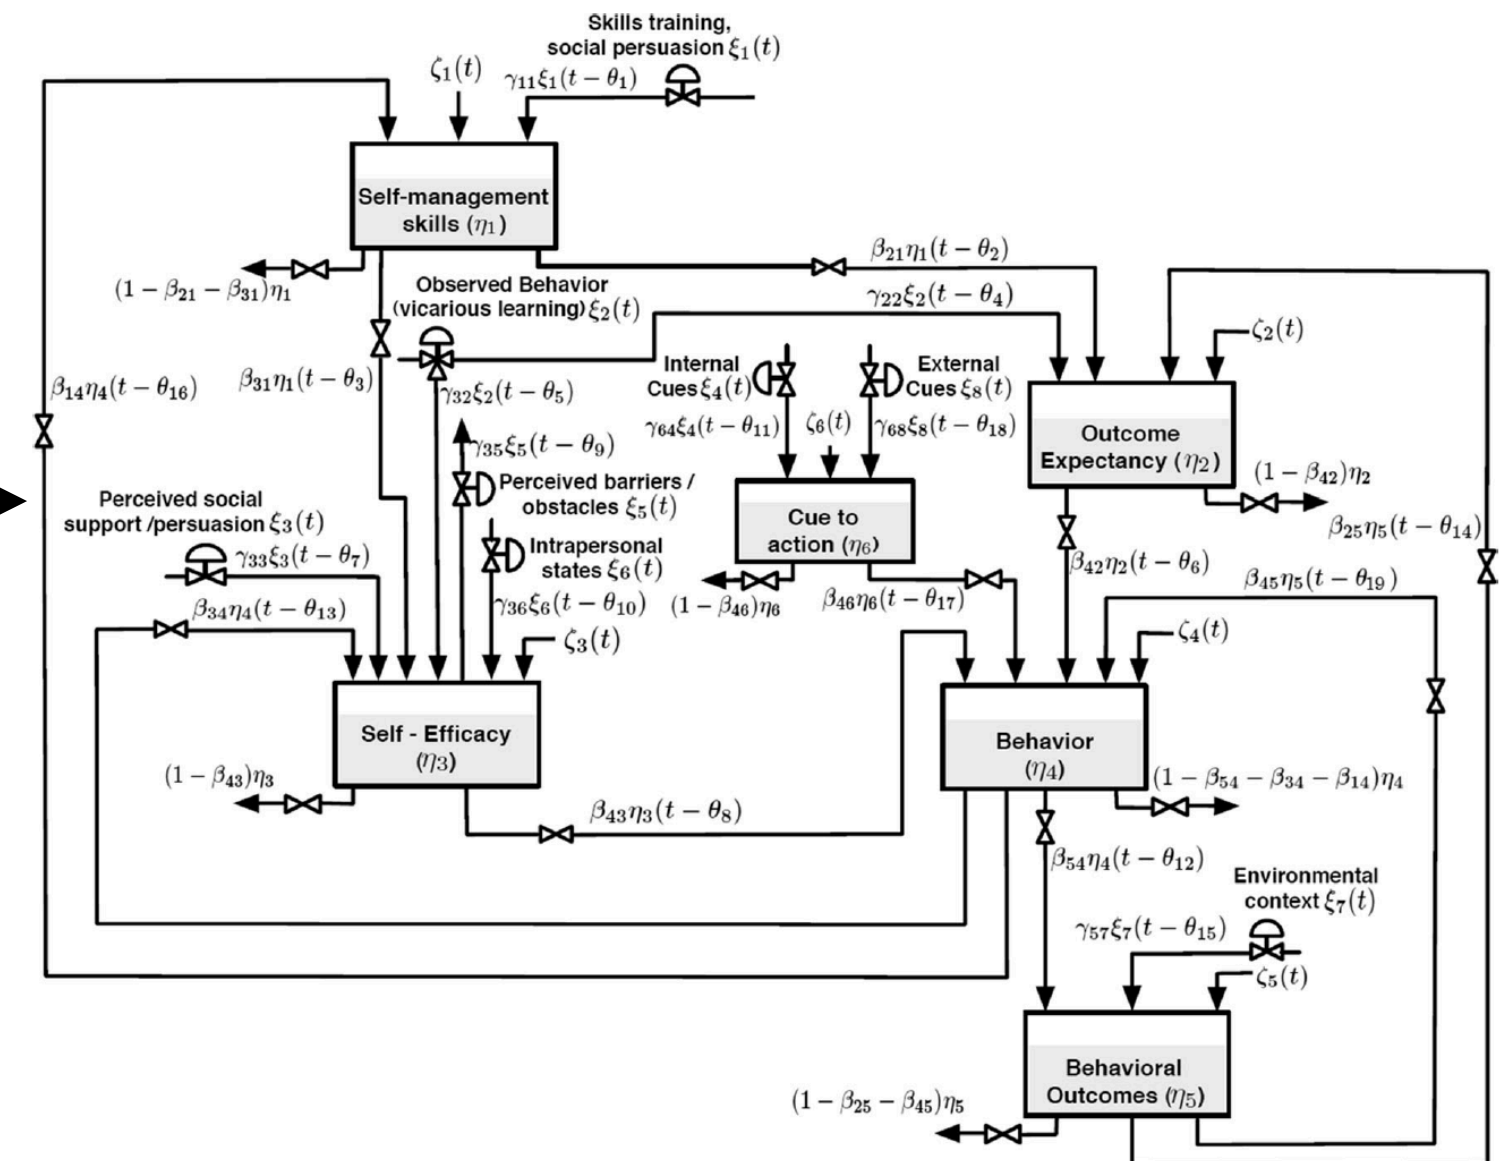 Skills training,
social persuasion ξ₁(t)
ζ₁(t)
γ₁₁ξ₁(t − θ₁)
Self-management
skills (η₁)
β₂₁η₁(t − θ₂)
(1 − β₂₁ − β₃₁)η₁
Observed Behavior
(vicarious learning) ξ₂(t)
γ₂₂ξ₂(t − θ₄)
ζ₂(t)
β₁₄η₄(t − θ₁₆)
β₃₁η₁(t − θ₃)
γ₃₂ξ₂(t − θ₅)
Internal
Cues ξ₄(t)
External
Cues ξ₈(t)
γ₆₄ξ₄(t − θ₁₁)
ζ₆(t)
γ₆₈ξ₈(t − θ₁₈)
Outcome
Expectancy (η₂)
(1 − β₄₂)η₂
γ₃₅ξ₅(t − θ₉)
Perceived barriers /
obstacles ξ₅(t)
Perceived social
support /persuasion ξ₃(t)
Cue to
action (η₆)
β₂₅η₅(t − θ₁₄)
γ₃₃ξ₃(t − θ₇)
Intrapersonal
states ξ₆(t)
β₄₂η₂(t − θ₆)
β₄₅η₅(t − θ₁₉)
β₃₄η₄(t − θ₁₃)
γ₃₆ξ₆(t − θ₁₀)
(1 − β₄₆)η₆
β₄₆η₆(t − θ₁₇)
ζ₃(t)
ζ₄(t)
Self - Efficacy
(η₃)
Behavior
(η₄)
(1 − β₄₃)η₃
(1 − β₅₄ − β₃₄ − β₁₄)η₄
β₄₃η₃(t − θ₈)
β₅₄η₄(t − θ₁₂)
Environmental
context ξ₇(t)
γ₅₇ξ₇(t − θ₁₅)
ζ₅(t)
Behavioral
Outcomes (η₅)
(1 − β₂₅ − β₄₅)η₅